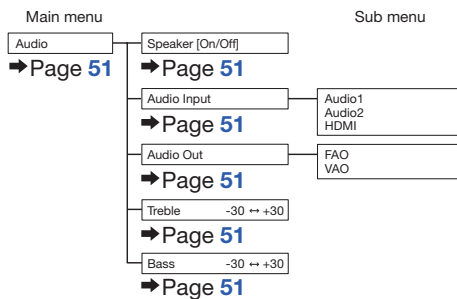 Main menu
Sub menu
Audio
➡Page 51
Speaker [On/Off]
➡Page 51
Audio Input
➡Page 51
Audio1
Audio2
HDMI
Audio Out
➡Page 51
FAO
VAO
Treble -30 ↔ +30
➡Page 51
Bass -30 ↔ +30
➡Page 51